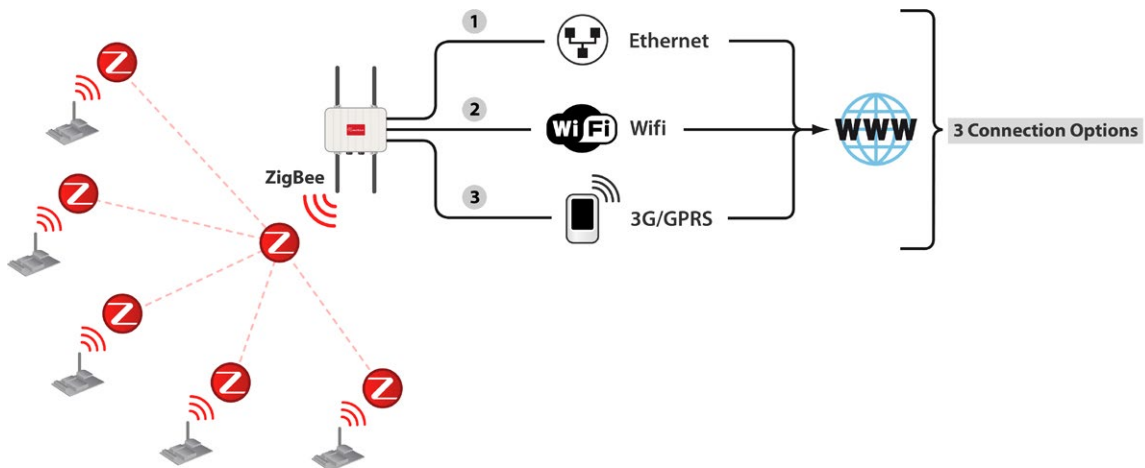 1
Ethernet
2
WiFi
Wifi
WWW
3 Connection Options
ZigBee
3
3G/GPRS
Z
Z
Z
Z
Z
Z